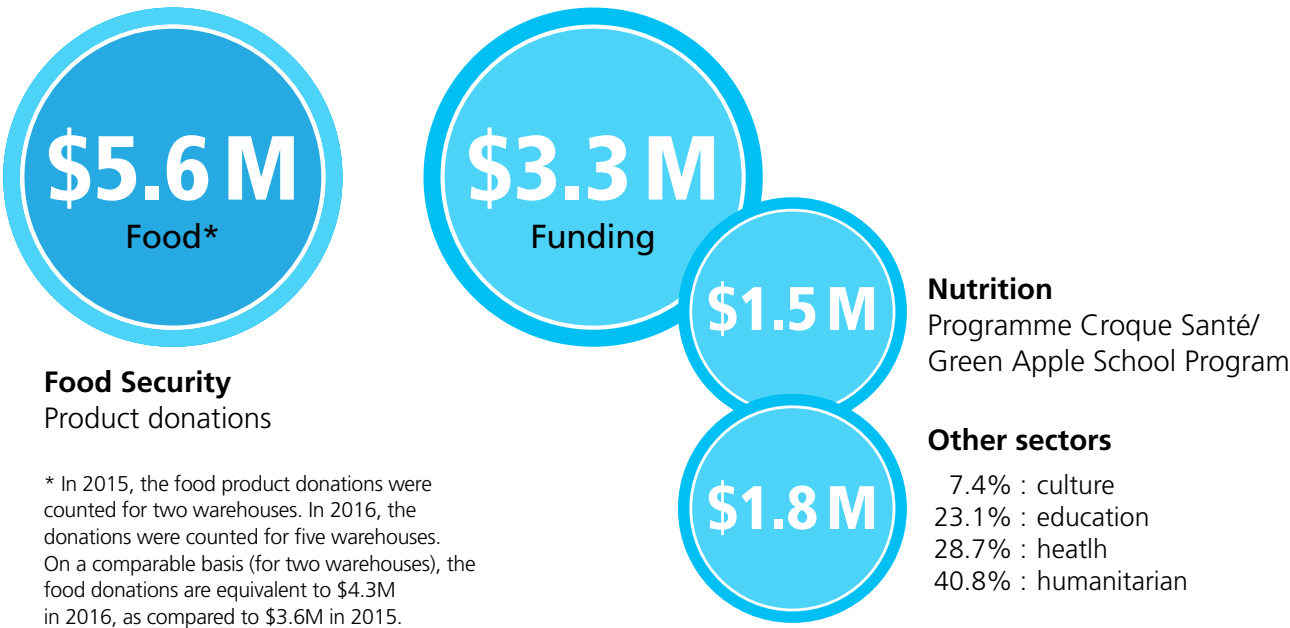 $5.6 M
Food*
Food Security
Product donations
* In 2015, the food product donations were
counted for two warehouses. In 2016, the
donations were counted for five warehouses.
On a comparable basis (for two warehouses), the
food donations are equivalent to $4.3M
in 2016, as compared to $3.6M in 2015.
$3.3 M
Funding
$1.5 M
Nutrition
Programme Croque Santé/
Green Apple School Program
$1.8 M
Other sectors
7.4% : culture
23.1% : education
28.7% : heatlh
40.8% : humanitarian